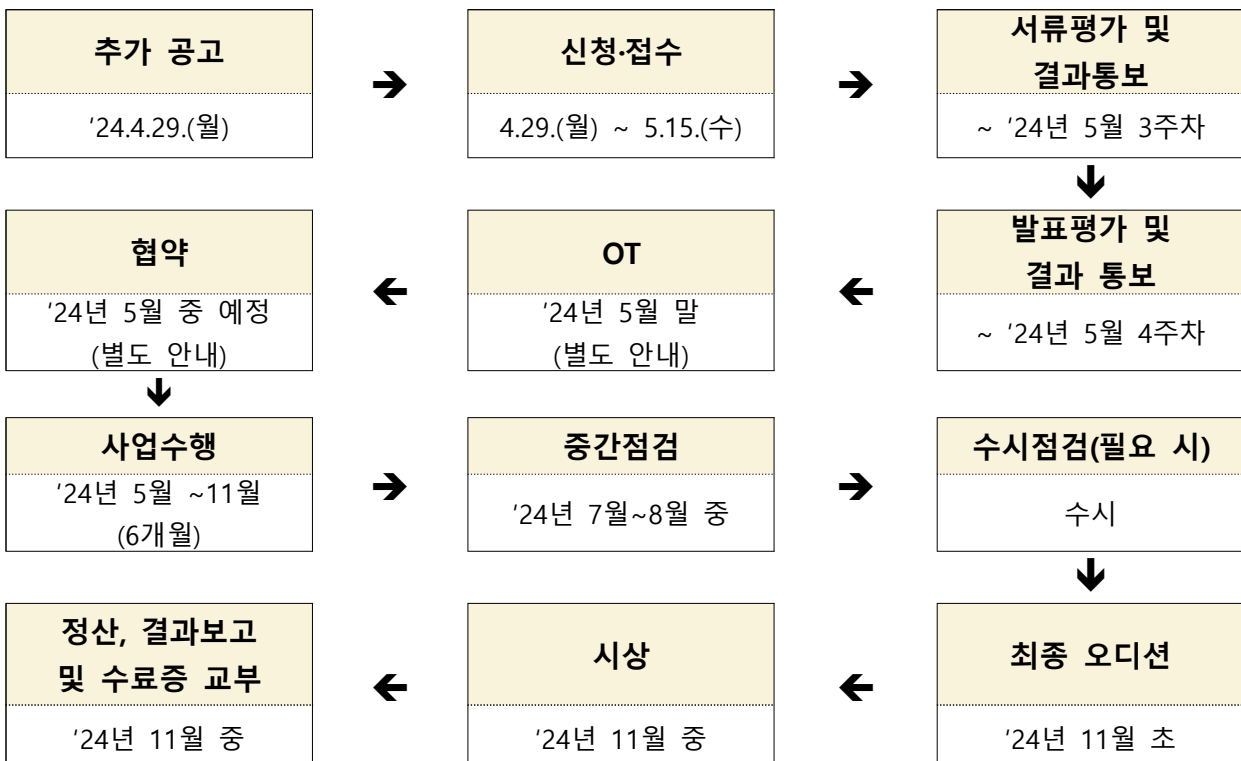 추가 공고
'24.4.29.(월)
신청·접수
4.29.(월) ~ 5.15.(수)
서류평가 및
결과통보
~ '24년 5월 3주차
발표평가 및
결과 통보
~ '24년 5월 4주차
OT
'24년 5월 말
(별도 안내)
협약
'24년 5월 중 예정
(별도 안내)
사업수행
'24년 5월 ~11월
(6개월)
중간점검
'24년 7월~8월 중
수시점검(필요 시)
수시
최종 오디션
'24년 11월 초
시상
'24년 11월 중
정산, 결과보고
및 수료증 교부
'24년 11월 중